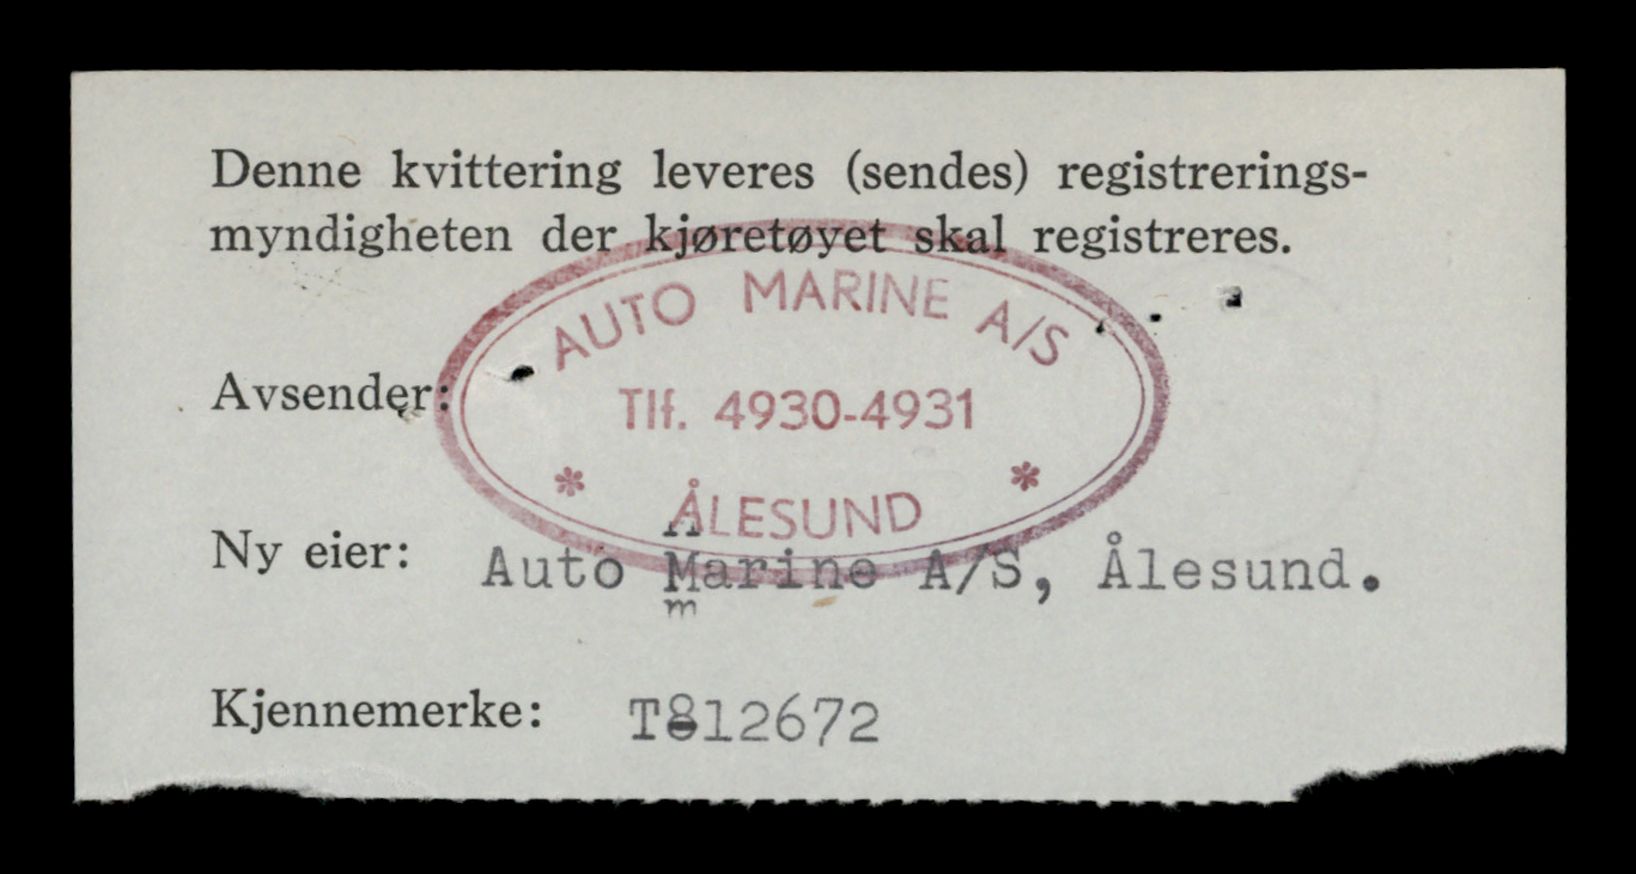 Denne kvittering leveres (sendes) registrerings-
myndigheten der kjøretøyet skal registreres.
AUTO MARINE A/S
Avsender:
Tlf. 4930-4931
* ÅLESUND *
Ny eier: Auto Marine A/S, Ålesund.
Kjennemerke: T-12672